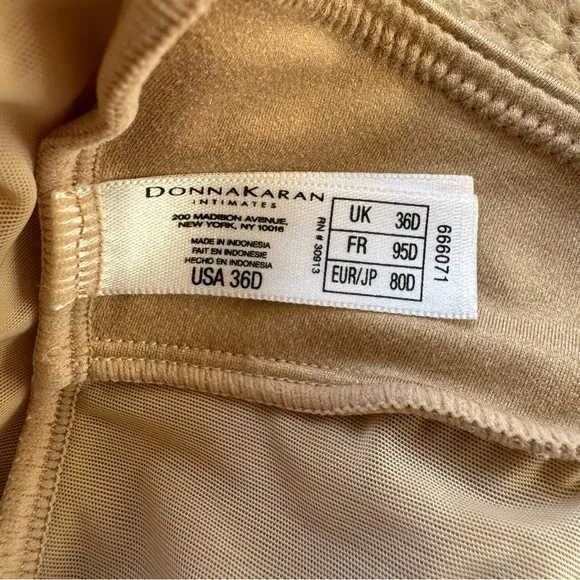 DONNAKARAN
INTIMATES
200 MADISON AVENUE,
NEW YORK, NY 10016
MADE IN INDONESIA
FAIT EN INDONESIE
HECHO EN INDONESIA
USA 36D
RN # 30913
UK 36D
FR 95D
EUR/JP 80D
666071